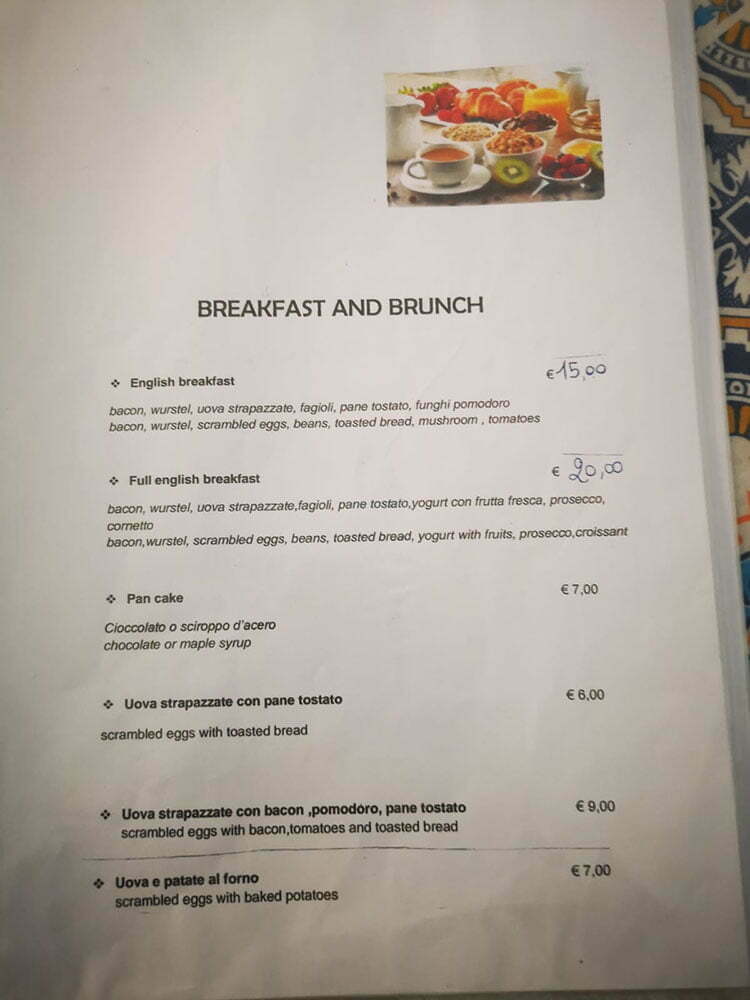 BREAKFAST AND BRUNCH
❖ English breakfast
€ 15,00
bacon, wurstel, uova strapazzate, fagioli, pane tostato, funghi pomodoro
bacon, wurstel, scrambled eggs, beans, toasted bread, mushroom , tomatoes
❖ Full english breakfast
€ 20,00
bacon, wurstel, uova strapazzate,fagioli, pane tostato,yogurt con frutta fresca, prosecco,
cornetto
bacon,wurstel, scrambled eggs, beans, toasted bread, yogurt with fruits, prosecco,croissant
❖ Pan cake
€ 7,00
Cioccolato o sciroppo d'acero
chocolate or maple syrup
❖ Uova strapazzate con pane tostato
€ 6,00
scrambled eggs with toasted bread
❖ Uova strapazzate con bacon ,pomodoro, pane tostato
€ 9,00
scrambled eggs with bacon,tomatoes and toasted bread
❖ Uova e patate al forno
€ 7,00
scrambled eggs with baked potatoes